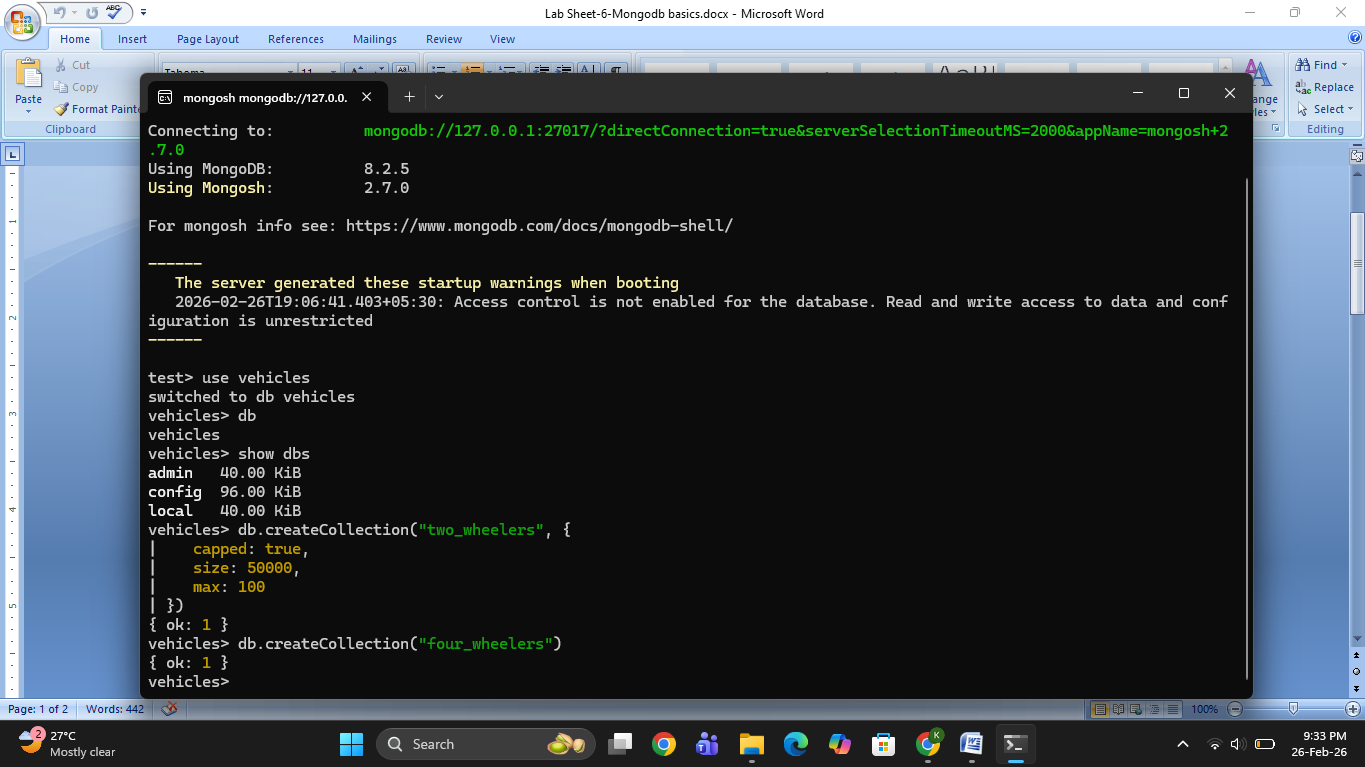 Lab Sheet-6-Mongodb basics.docx - Microsoft Word
Home Insert Page Layout References Mailings Review View
Paste
Cut
Copy
Format Painte
Clipboard
Find
Replace
Select
Editing
mongosh mongodb://127.0.0.
Connecting to: mongodb://127.0.0.1:27017/?directConnection=true&serverSelectionTimeoutMS=2000&appName=mongosh+2
.7.0
Using MongoDB: 8.2.5
Using Mongosh: 2.7.0
For mongosh info see: https://www.mongodb.com/docs/mongodb-shell/
------
The server generated these startup warnings when booting
2026-02-26T19:06:41.403+05:30: Access control is not enabled for the database. Read and write access to data and conf
iguration is unrestricted
------
test> use vehicles
switched to db vehicles
vehicles> db
vehicles
vehicles> show dbs
admin 40.00 KiB
config 96.00 KiB
local 40.00 KiB
vehicles> db.createCollection("two_wheelers", {
| capped: true,
| size: 50000,
| max: 100
| })
{ ok: 1 }
vehicles> db.createCollection("four_wheelers")
{ ok: 1 }
vehicles>
Page: 1 of 2 Words: 442 100%
2
27°C
Mostly clear
Search
K
9:33 PM
26-Feb-26